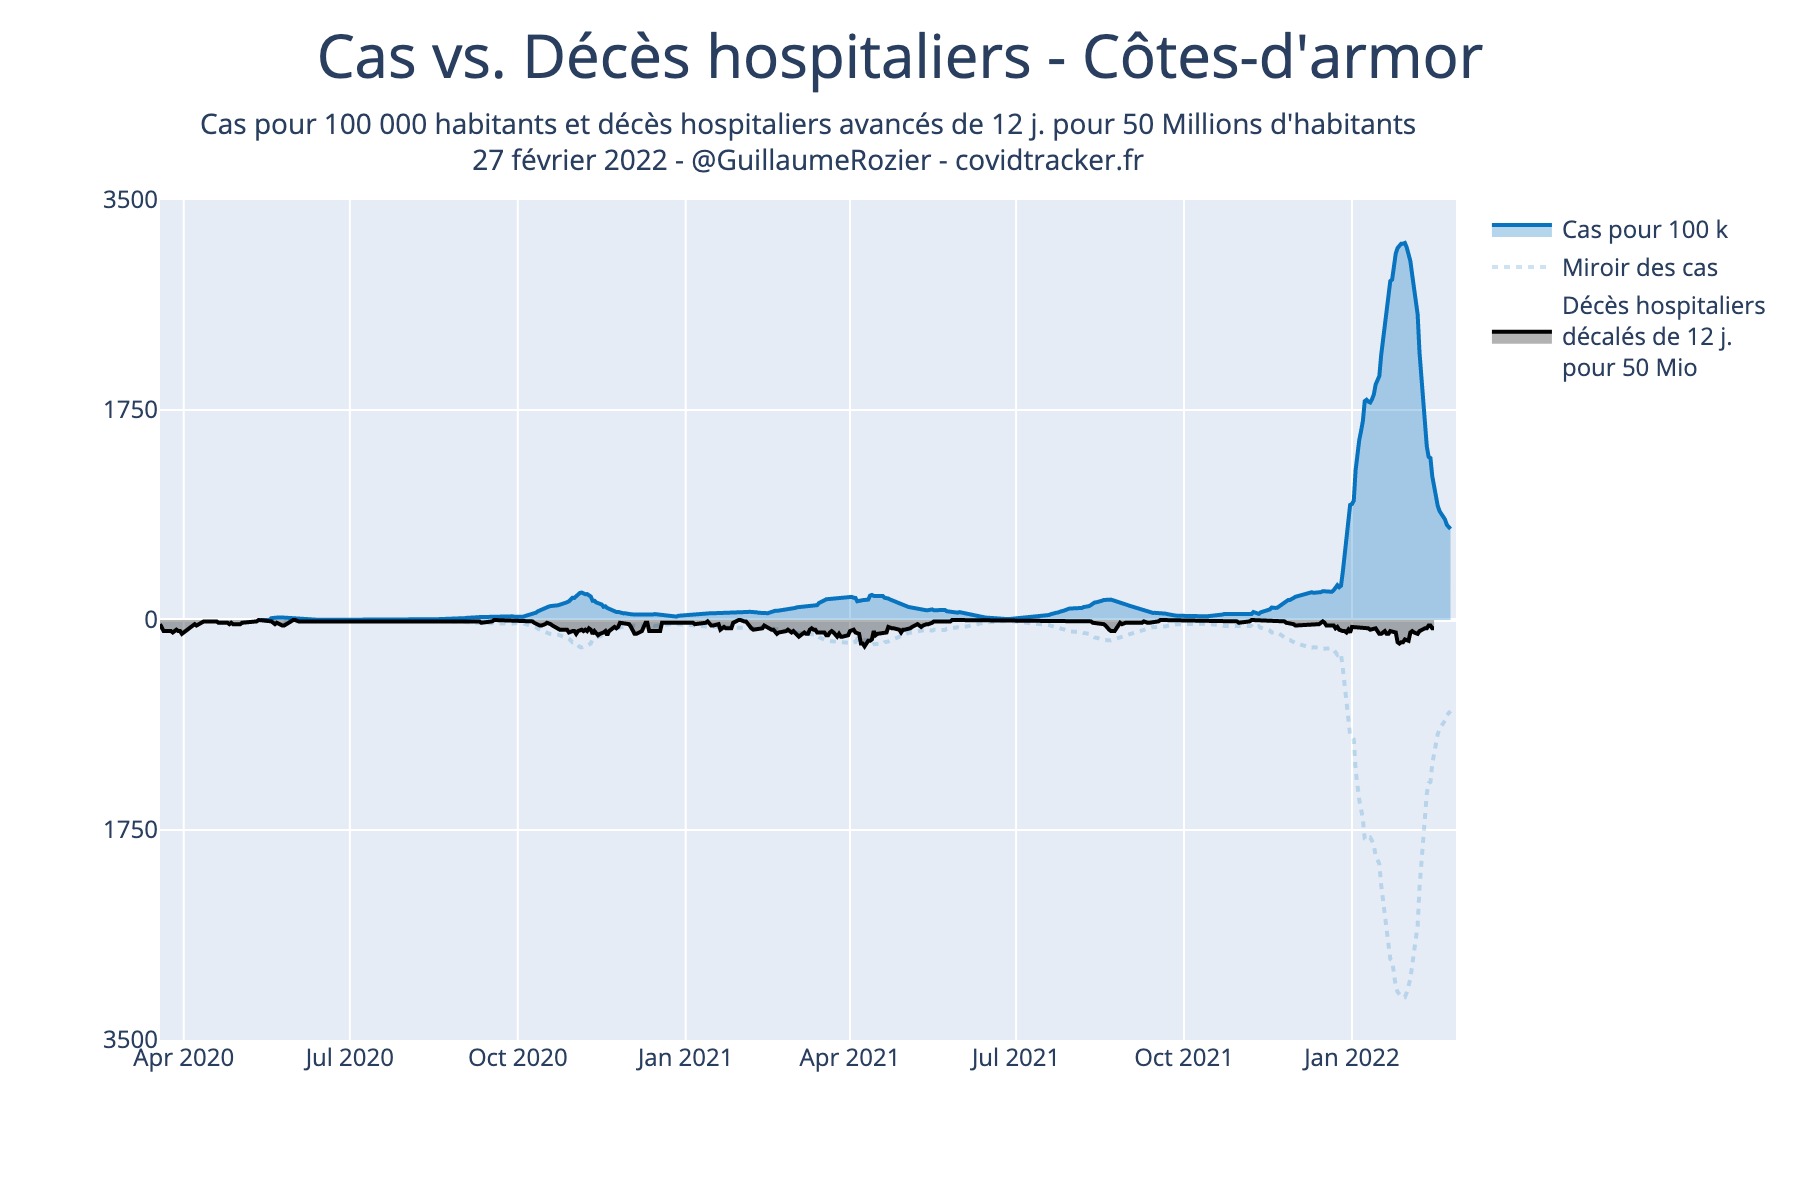 Cas vs. Décès hospitaliers - Côtes-d'armor
Cas pour 100 000 habitants et décès hospitaliers avancés de 12 j. pour 50 Millions d'habitants
27 février 2022 - @GuillaumeRozier - covidtracker.fr
3500
1750
0
1750
3500
Apr 2020
Jul 2020
Oct 2020
Jan 2021
Apr 2021
Jul 2021
Oct 2021
Jan 2022
Cas pour 100 k
Miroir des cas
Décès hospitaliers
décalés de 12 j.
pour 50 Mio